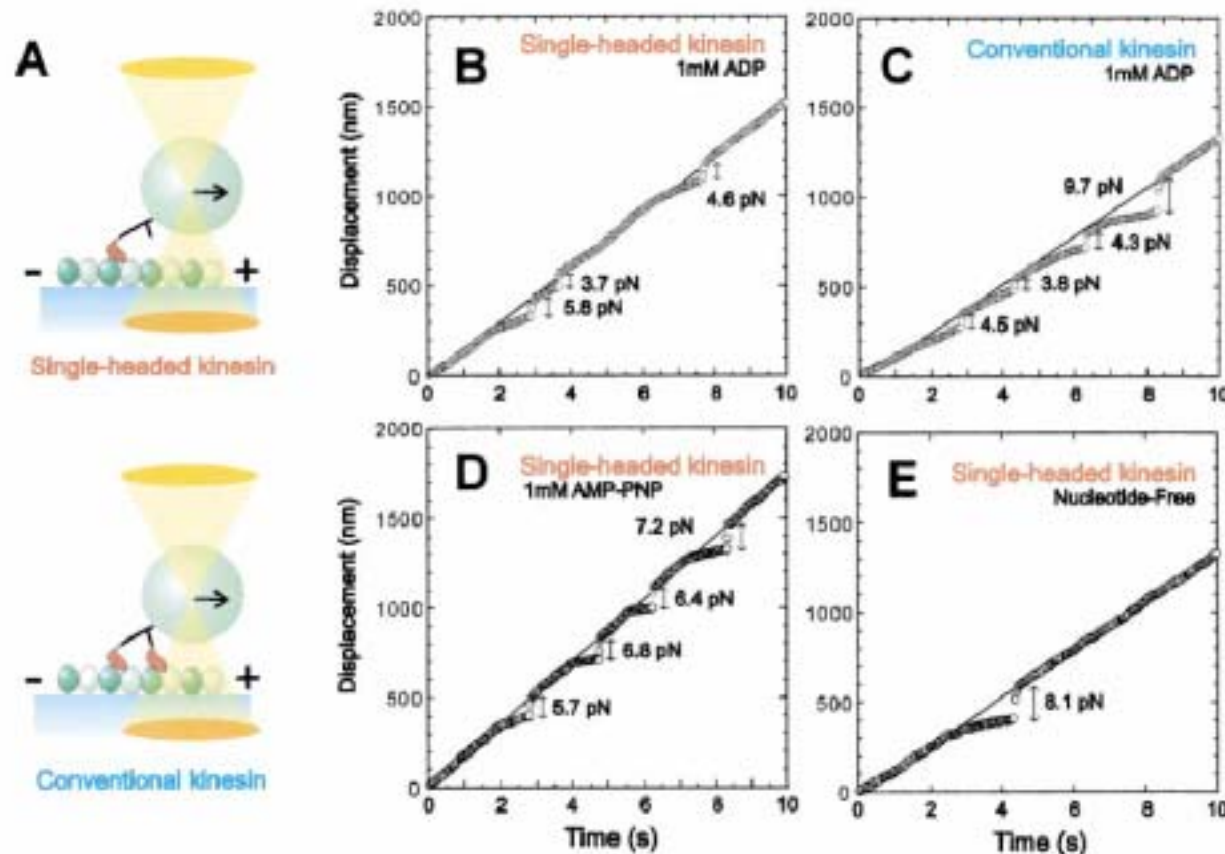 A
- +
Single-headed kinesin
- +
Conventional kinesin
B
Single-headed kinesin
1mM ADP
Displacement (nm)
2000
1500
1000
500
0
0 2 4 6 8 10
4.6 pN
3.7 pN
5.8 pN
C
Conventional kinesin
1mM ADP
2000
1500
1000
500
0
0 2 4 6 8 10
9.7 pN
4.3 pN
3.8 pN
4.5 pN
D
Single-headed kinesin
1mM AMP-PNP
Displacement (nm)
2000
1500
1000
500
0
0 2 4 6 8 10
Time (s)
7.2 pN
6.4 pN
6.8 pN
5.7 pN
E
Single-headed kinesin
Nucleotide-Free
2000
1500
1000
500
0
0 2 4 6 8 10
Time (s)
8.1 pN